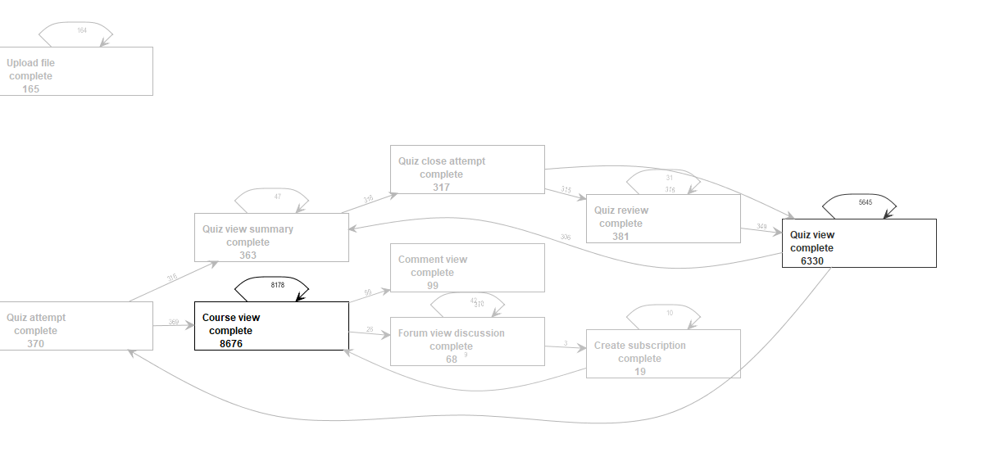 164
Upload file
complete
165
Quiz close attempt
complete
317
31
316
315
47
316
Quiz view summary
complete
363
Quiz review
complete
381
349
5645
Quiz view
complete
6330
306
Comment view
complete
99
316
8178
99
Quiz attempt
complete
370
369
Course view
complete
8676
28
42
Forum view discussion
complete
68
9
3
10
Create subscription
complete
19